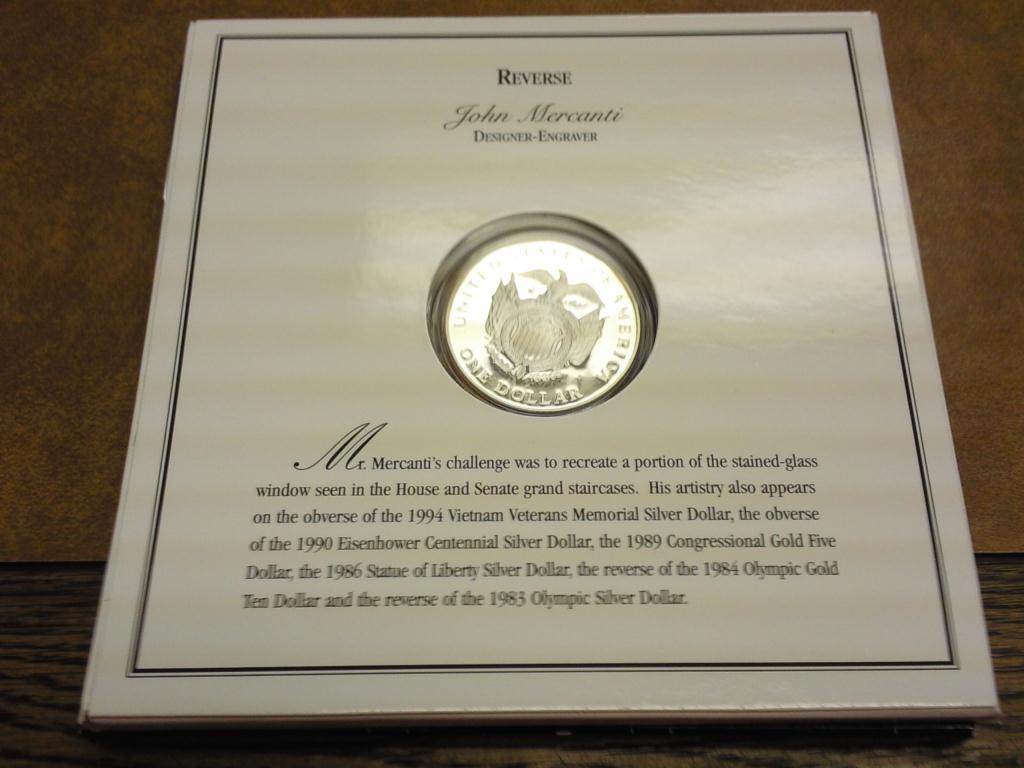 REVERSE
John Mercanti
DESIGNER-ENGRAVER
UNITED STATES OF AMERICA
ONE DOLLAR
Mr. Mercanti's challenge was to recreate a portion of the stained-glass
window seen in the House and Senate grand staircases. His artistry also appears
on the obverse of the 1994 Vietnam Veterans Memorial Silver Dollar, the obverse
of the 1990 Eisenhower Centennial Silver Dollar, the 1989 Congressional Gold Five
Dollar, the 1986 Statue of Liberty Silver Dollar, the reverse of the 1984 Olympic Gold
Ten Dollar and the reverse of the 1983 Olympic Silver Dollar.